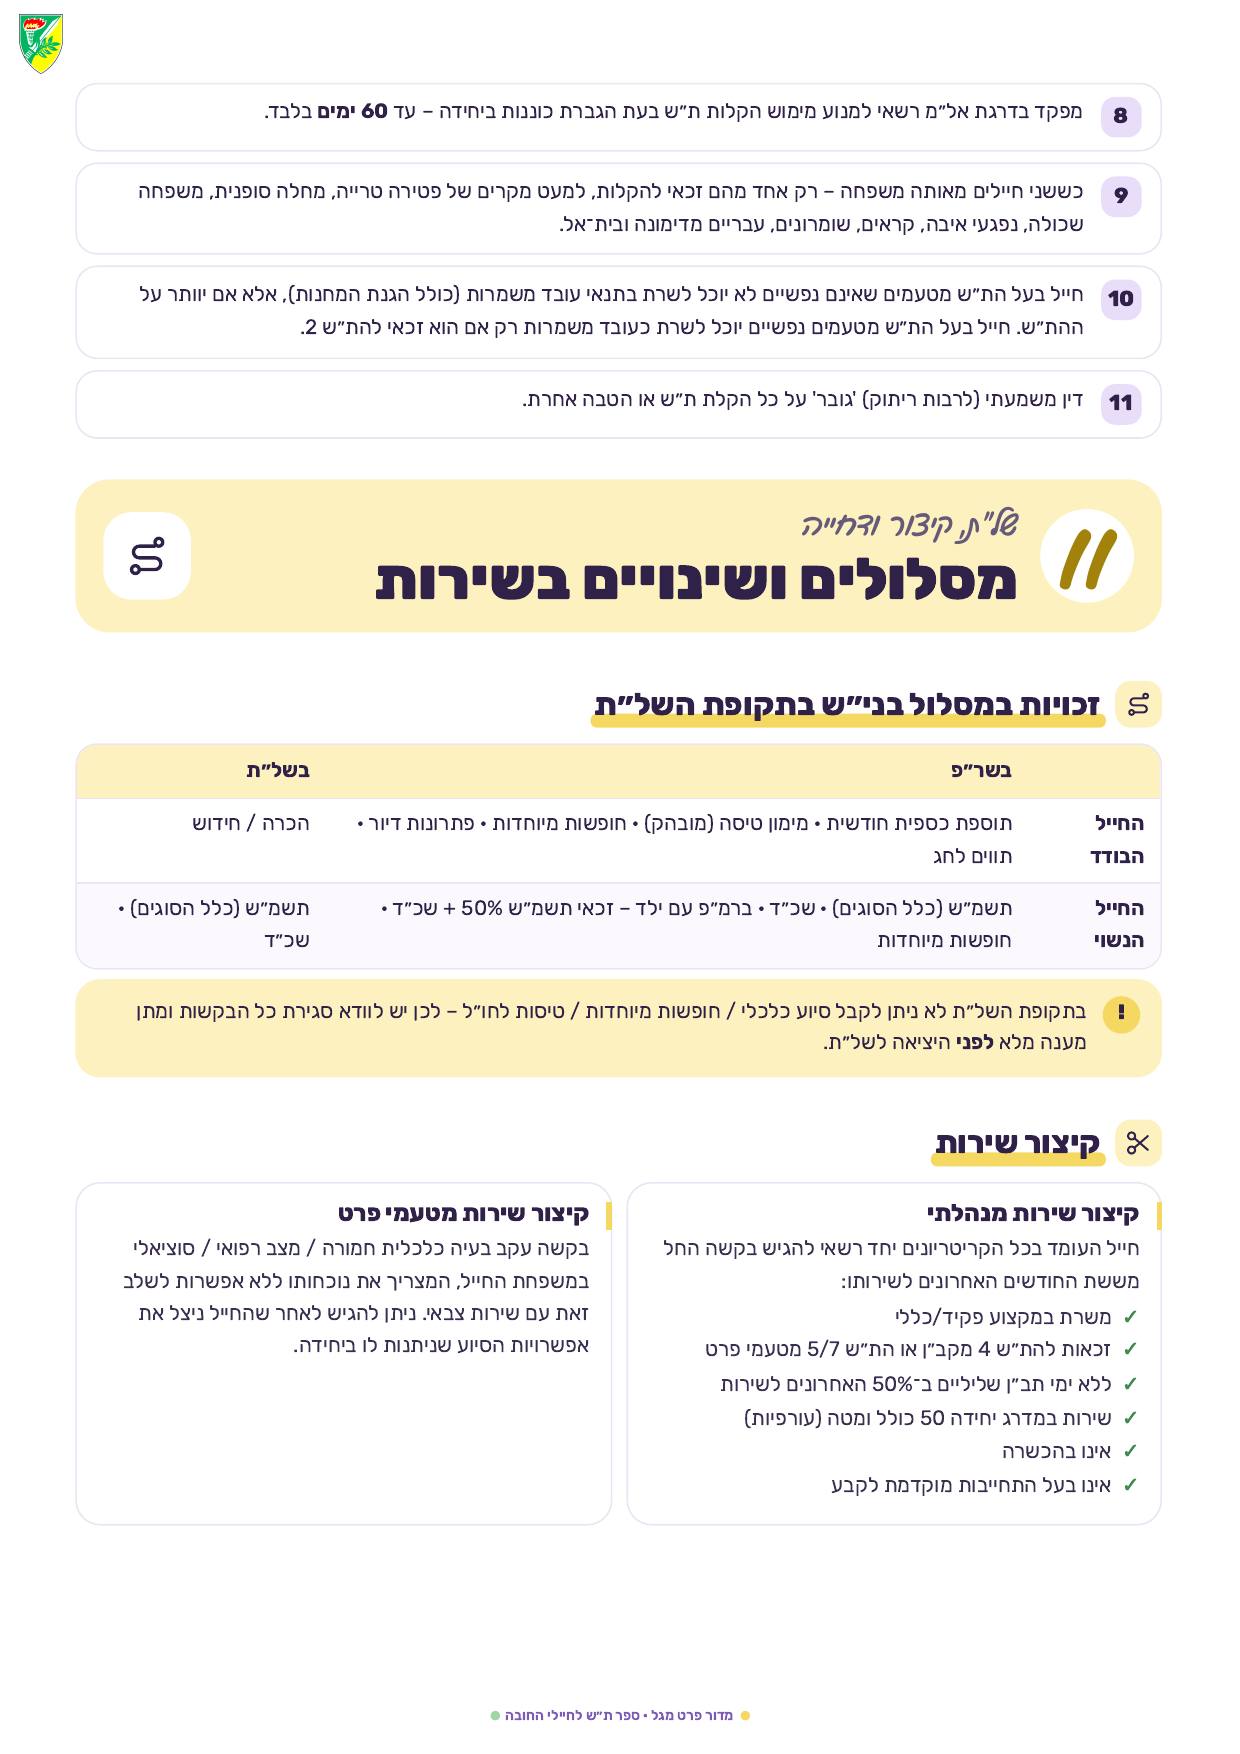 8
מפקד בדרגת אל״מ רשאי למנוע מימוש הקלות ת״ש בעת הגברת כוננות ביחידה – עד 60 ימים בלבד.
9
כששני חיילים מאותה משפחה – רק אחד מהם זכאי להקלות, למעט מקרים של פטירה טרייה, מחלה סופנית, משפחה
שכולה, נפגעי איבה, קראים, שומרונים, עבריים מדימונה ובית־אל.
10
חייל בעל הת״ש מטעמים שאינם נפשיים לא יוכל לשרת בתנאי עובד משמרות (כולל הגנת המחנות), אלא אם יוותר על
ההת״ש. חייל בעל הת״ש מטעמים נפשיים יוכל לשרת כעובד משמרות רק אם הוא זכאי להת״ש 2.
11
דין משמעתי (לרבות ריתוק) 'גובר' על כל הקלת ת״ש או הטבה אחרת.
של"ת, קיצור ודחייה
מסלולים ושינויים בשירות
זכויות במסלול בני״ש בתקופת השל״ת
בשר״פ
בשל״ת
החייל הבודד
תוספת כספית חודשית • מימון טיסה (מובהק) • חופשות מיוחדות • פתרונות דיור •
תווים לחג
הכרה / חידוש
החייל הנשוי
תשמ״ש (כלל הסוגים) • שכ״ד • ברמ״פ עם ילד – זכאי תשמ״ש 50% + שכ״ד •
חופשות מיוחדות
תשמ״ש (כלל הסוגים) •
שכ״ד
!
בתקופת השל״ת לא ניתן לקבל סיוע כלכלי / חופשות מיוחדות / טיסות לחו״ל – לכן יש לוודא סגירת כל הבקשות ומתן
מענה מלא לפני היציאה לשל״ת.
קיצור שירות
קיצור שירות מנהלתי
חייל העומד בכל הקריטריונים יחד רשאי להגיש בקשה החל
מששת החודשים האחרונים לשירותו:
✓ משרת במקצוע פקיד/כללי
✓ זכאות להת״ש 4 מקב״ן או הת״ש 5/7 מטעמי פרט
✓ ללא ימי תב״ן שליליים ב־50% האחרונים לשירות
✓ שירות במדרג יחידה 50 כולל ומטה (עורפיות)
✓ אינו בהכשרה
✓ אינו בעל התחייבות מוקדמת לקבע
קיצור שירות מטעמי פרט
בקשה עקב בעיה כלכלית חמורה / מצב רפואי / סוציאלי
במשפחת החייל, המצריך את נוכחותו ללא אפשרות לשלב
זאת עם שירות צבאי. ניתן להגיש לאחר שהחייל ניצל את
אפשרויות הסיוע שניתנות לו ביחידה.
מדור פרט מגל • ספר ת״ש לחיילי החובה